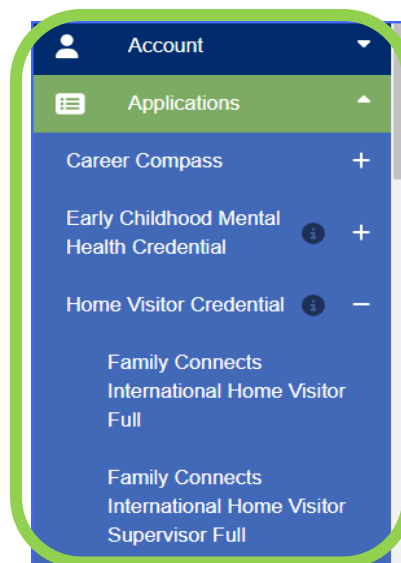 Account
Applications
Career Compass
Early Childhood Mental
Health Credential
Home Visitor Credential
Family Connects
International Home Visitor
Full
Family Connects
International Home Visitor
Supervisor Full